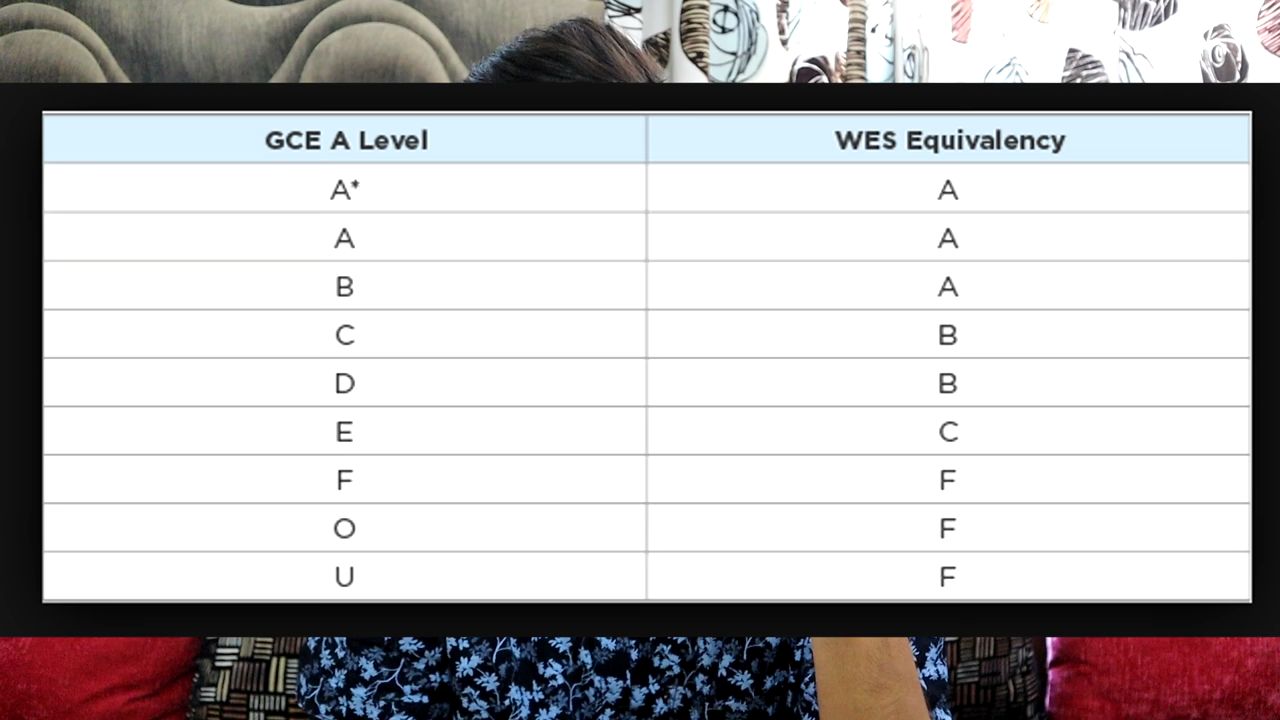 GCE A Level WES Equivalency
A* A
A A
B A
C B
D B
E C
F F
O F
U F